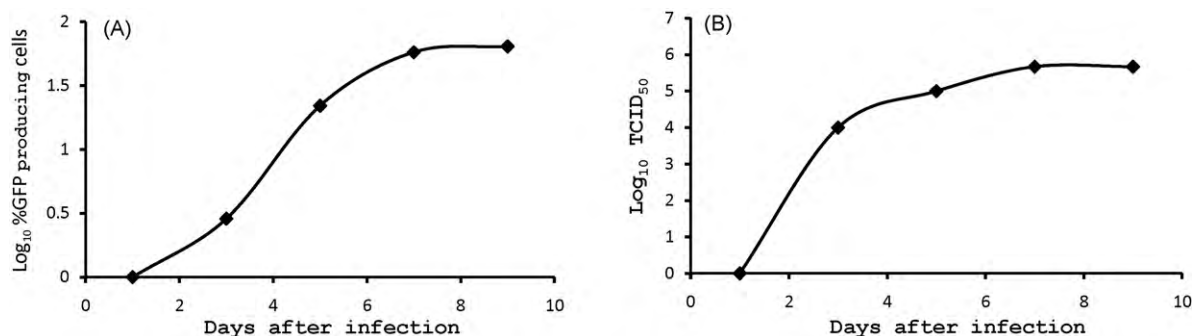 (A)
Log₁₀ %GFP producing cells
2
1.5
1
0.5
0
0 2 4 6 8 10
Days after infection
(B)
Log₁₀ TCID₅₀
7
6
5
4
3
2
1
0
0 2 4 6 8 10
Days after infection